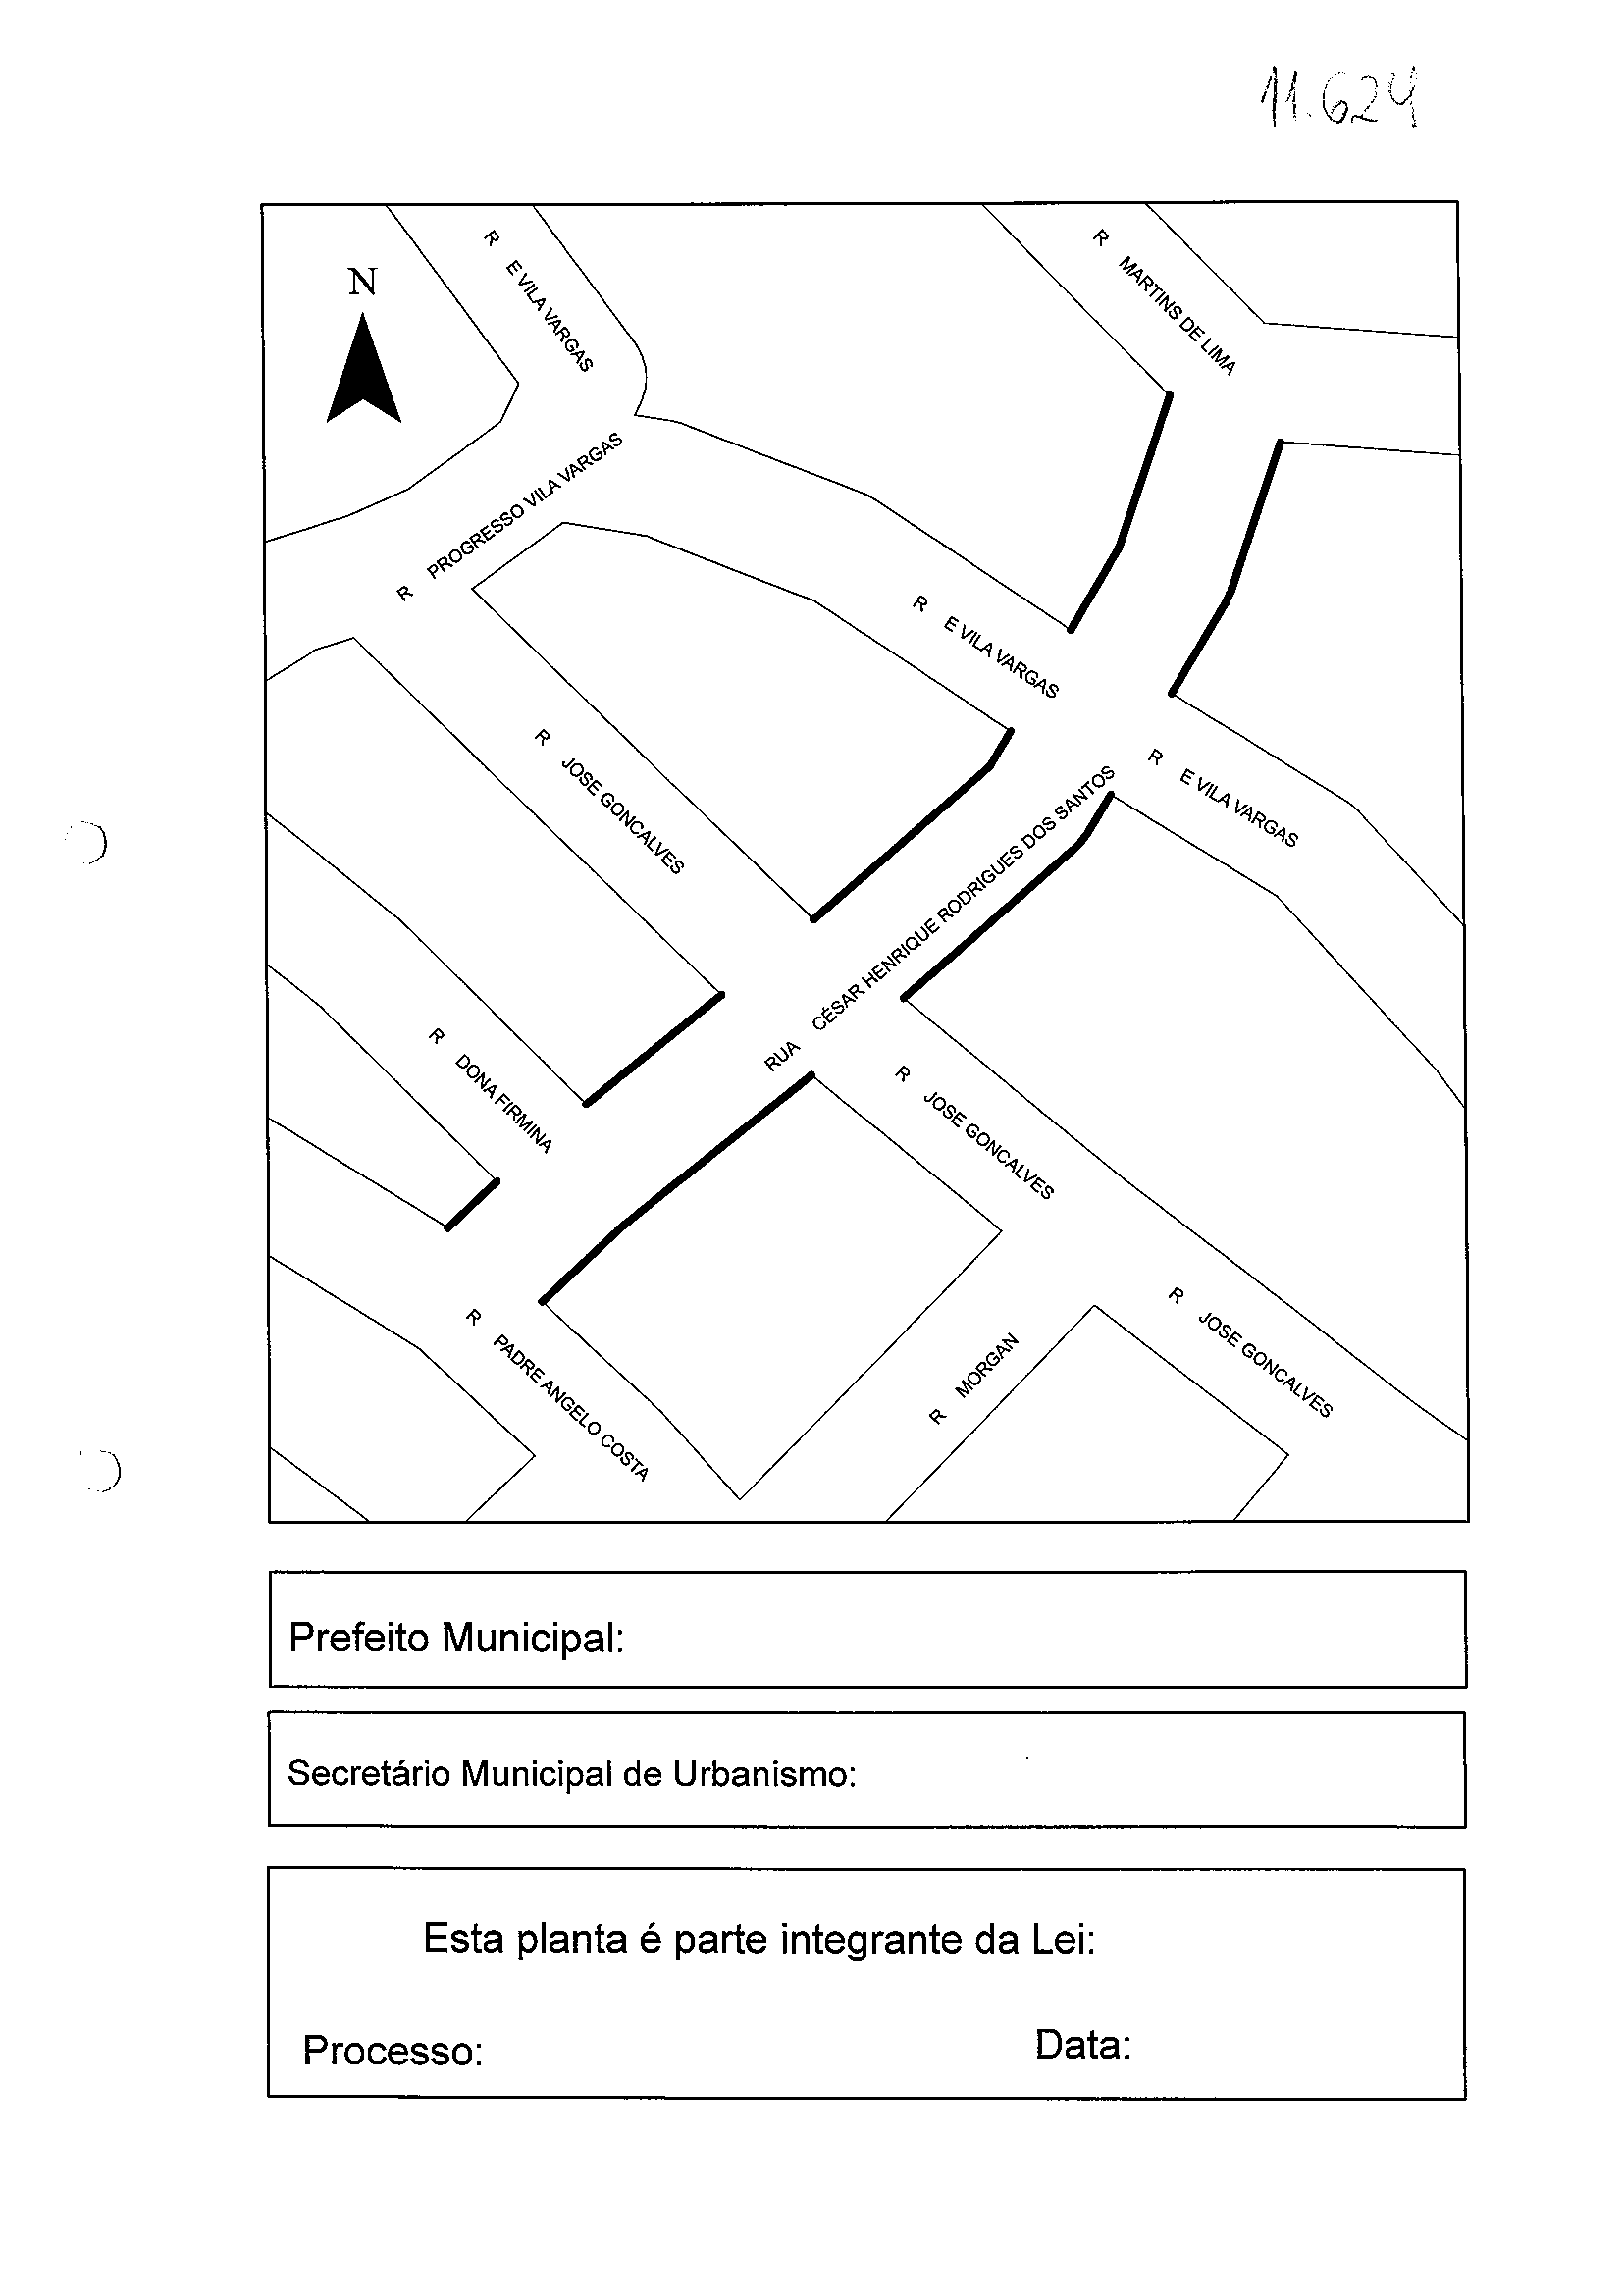 11.624
R E VILA VARGAS
R MARTINS DE LIMA
N
R PROGRESSO VILA VARGAS
R E VILA VARGAS
R JOSE GONCALVES
R E VILA VARGAS
RUA CÉSAR HENRIQUE RODRIGUES DOS SANTOS
R DONA FIRMINA
R JOSE GONCALVES
R JOSE GONCALVES
R PADRE ANGELO COSTA
R MORGAN
Prefeito Municipal:
Secretário Municipal de Urbanismo:
Esta planta é parte integrante da Lei:
Processo:
Data: